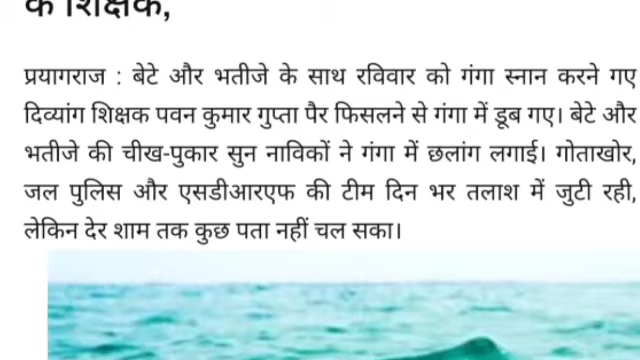 के शिक्षक,
प्रयागराज : बेटे और भतीजे के साथ रविवार को गंगा स्नान करने गए
दिव्यांग शिक्षक पवन कुमार गुप्ता पैर फिसलने से गंगा में डूब गए। बेटे और
भतीजे की चीख-पुकार सुन नाविकों ने गंगा में छलांग लगाई। गोताखोर,
जल पुलिस और एसडीआरएफ की टीम दिन भर तलाश में जुटी रही,
लेकिन देर शाम तक कुछ पता नहीं चल सका।